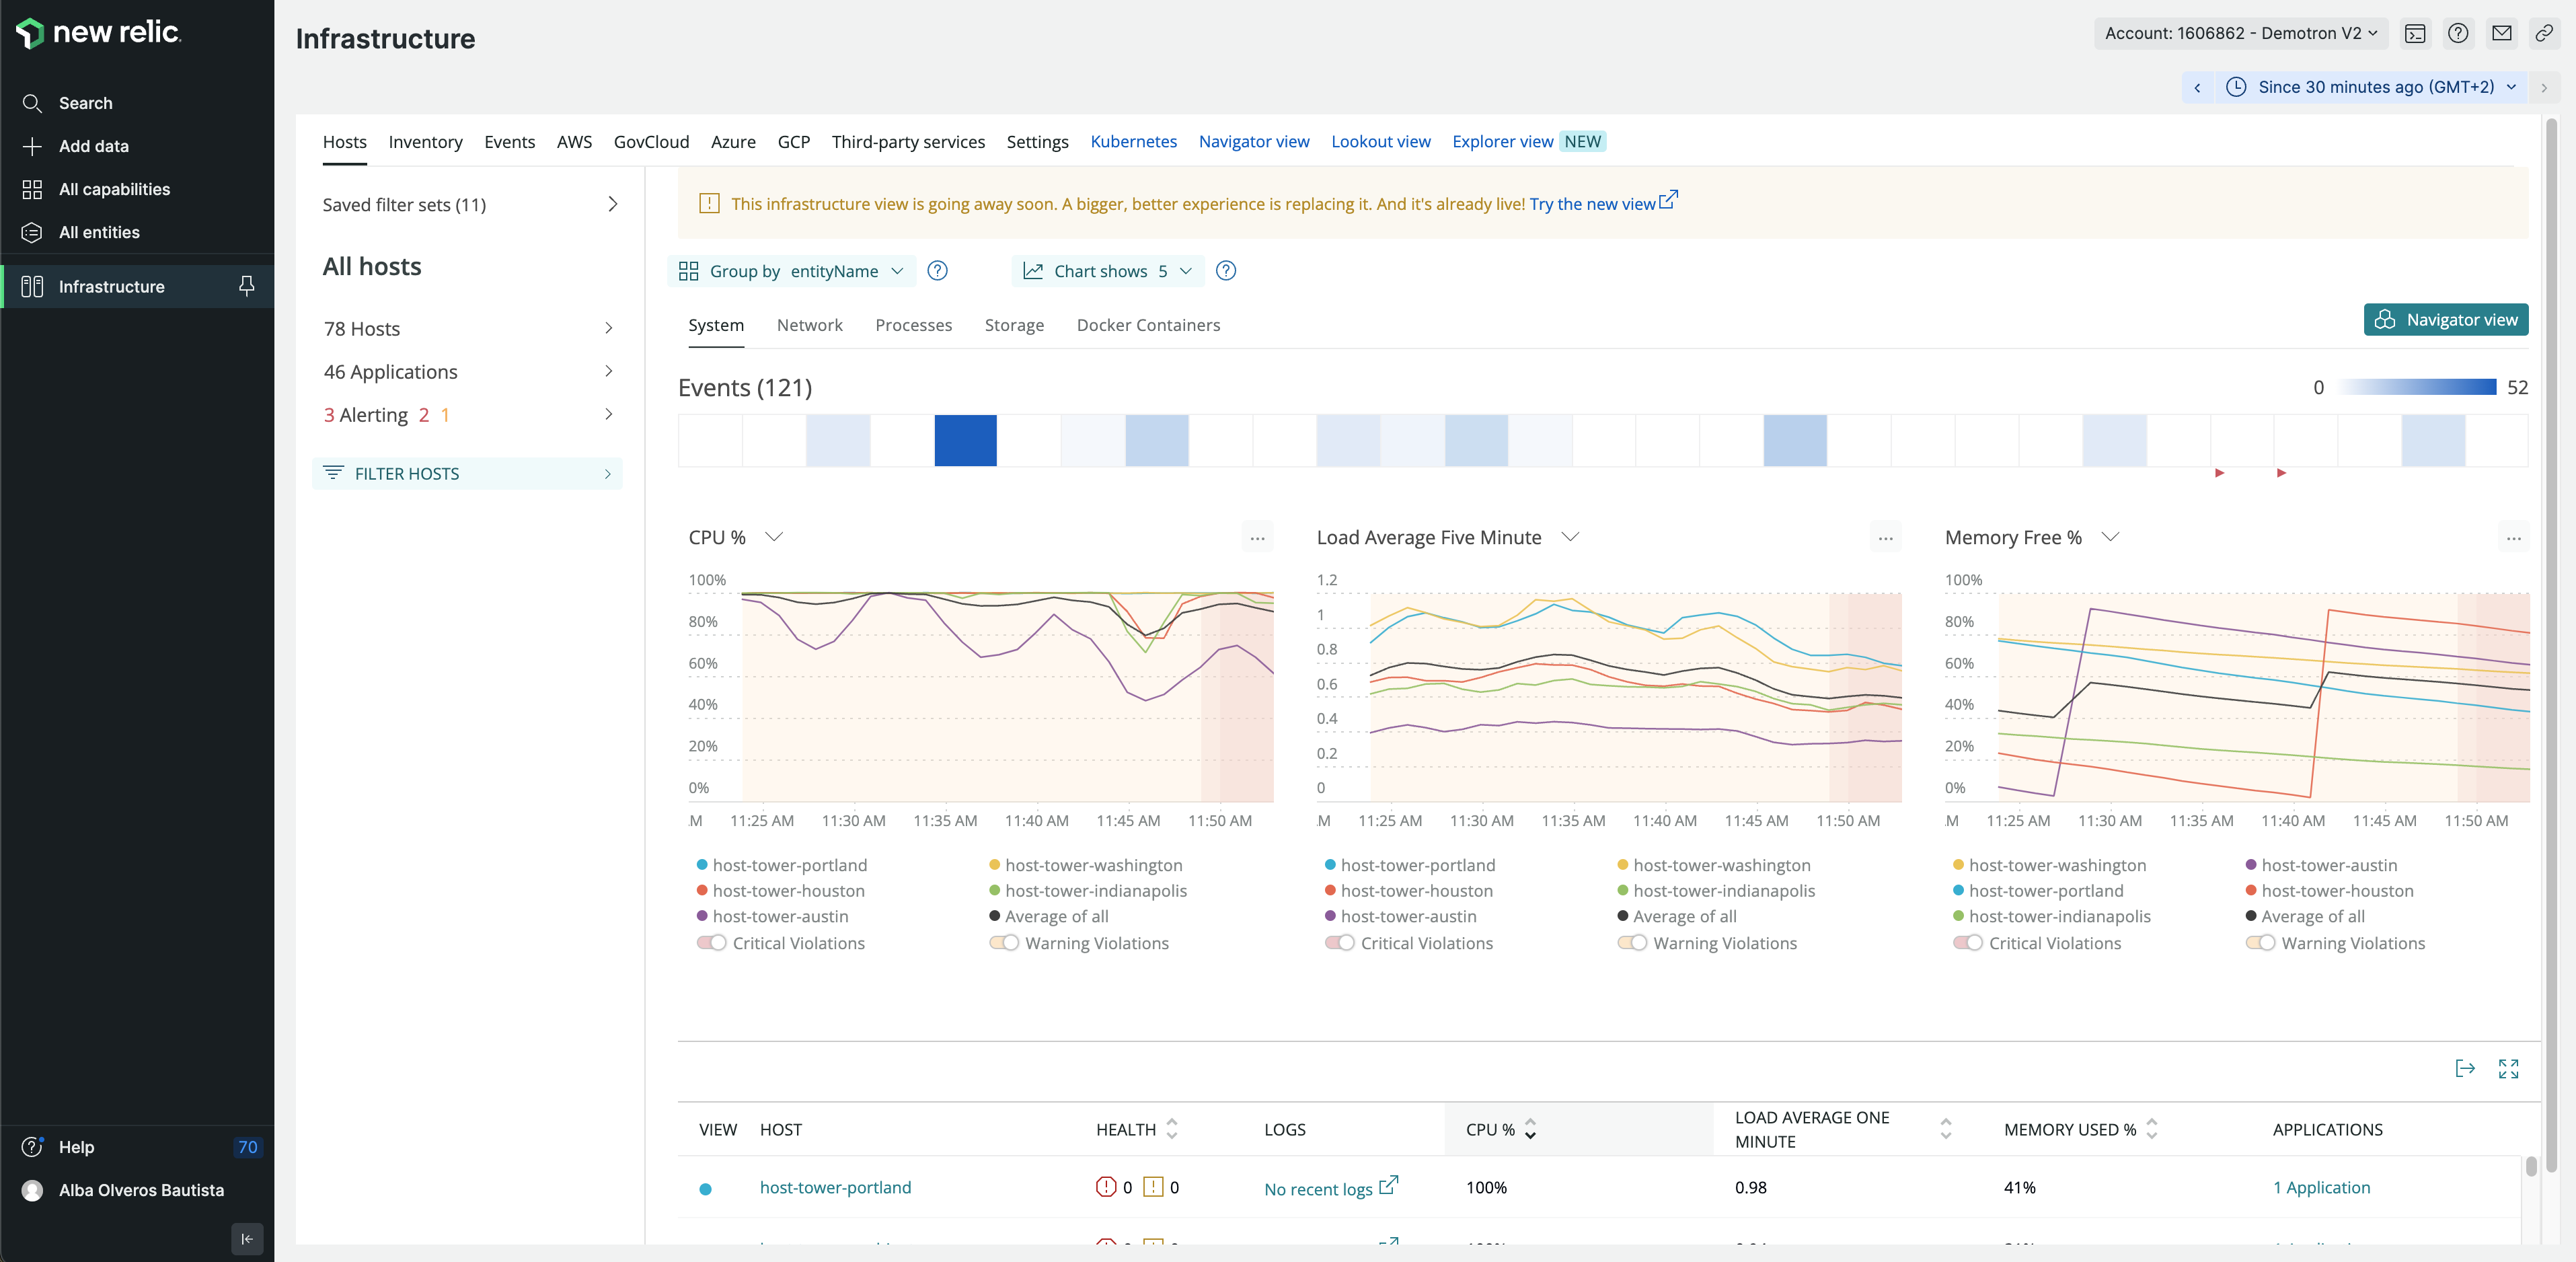 new relic.
Search
Add data
All capabilities
All entities
Infrastructure
Help 70
Alba Olveros Bautista
Infrastructure
Account: 1606862 - Demotron V2
Since 30 minutes ago (GMT+2)
Hosts Inventory Events AWS GovCloud Azure GCP Third-party services Settings Kubernetes Navigator view Lookout view Explorer view NEW
Saved filter sets (11)
All hosts
78 Hosts
46 Applications
3 Alerting 2 1
FILTER HOSTS
This infrastructure view is going away soon. A bigger, better experience is replacing it. And it's already live! Try the new view
Group by entityName
Chart shows 5
System Network Processes Storage Docker Containers
Navigator view
Events (121)
0 52
CPU %
100%
80%
60%
40%
20%
0%
M 11:25 AM 11:30 AM 11:35 AM 11:40 AM 11:45 AM 11:50 AM
host-tower-portland host-tower-washington
host-tower-houston host-tower-indianapolis
host-tower-austin Average of all
Critical Violations Warning Violations
Load Average Five Minute
1.2
1
0.8
0.6
0.4
0.2
0
M 11:25 AM 11:30 AM 11:35 AM 11:40 AM 11:45 AM 11:50 AM
host-tower-portland host-tower-washington
host-tower-houston host-tower-indianapolis
host-tower-austin Average of all
Critical Violations Warning Violations
Memory Free %
100%
80%
60%
40%
20%
0%
M 11:25 AM 11:30 AM 11:35 AM 11:40 AM 11:45 AM 11:50 AM
host-tower-washington host-tower-austin
host-tower-portland host-tower-houston
host-tower-indianapolis Average of all
Critical Violations Warning Violations
VIEW HOST HEALTH LOGS CPU % LOAD AVERAGE ONE MINUTE MEMORY USED % APPLICATIONS
host-tower-portland 0 0 No recent logs 100% 0.98 41% 1 Application